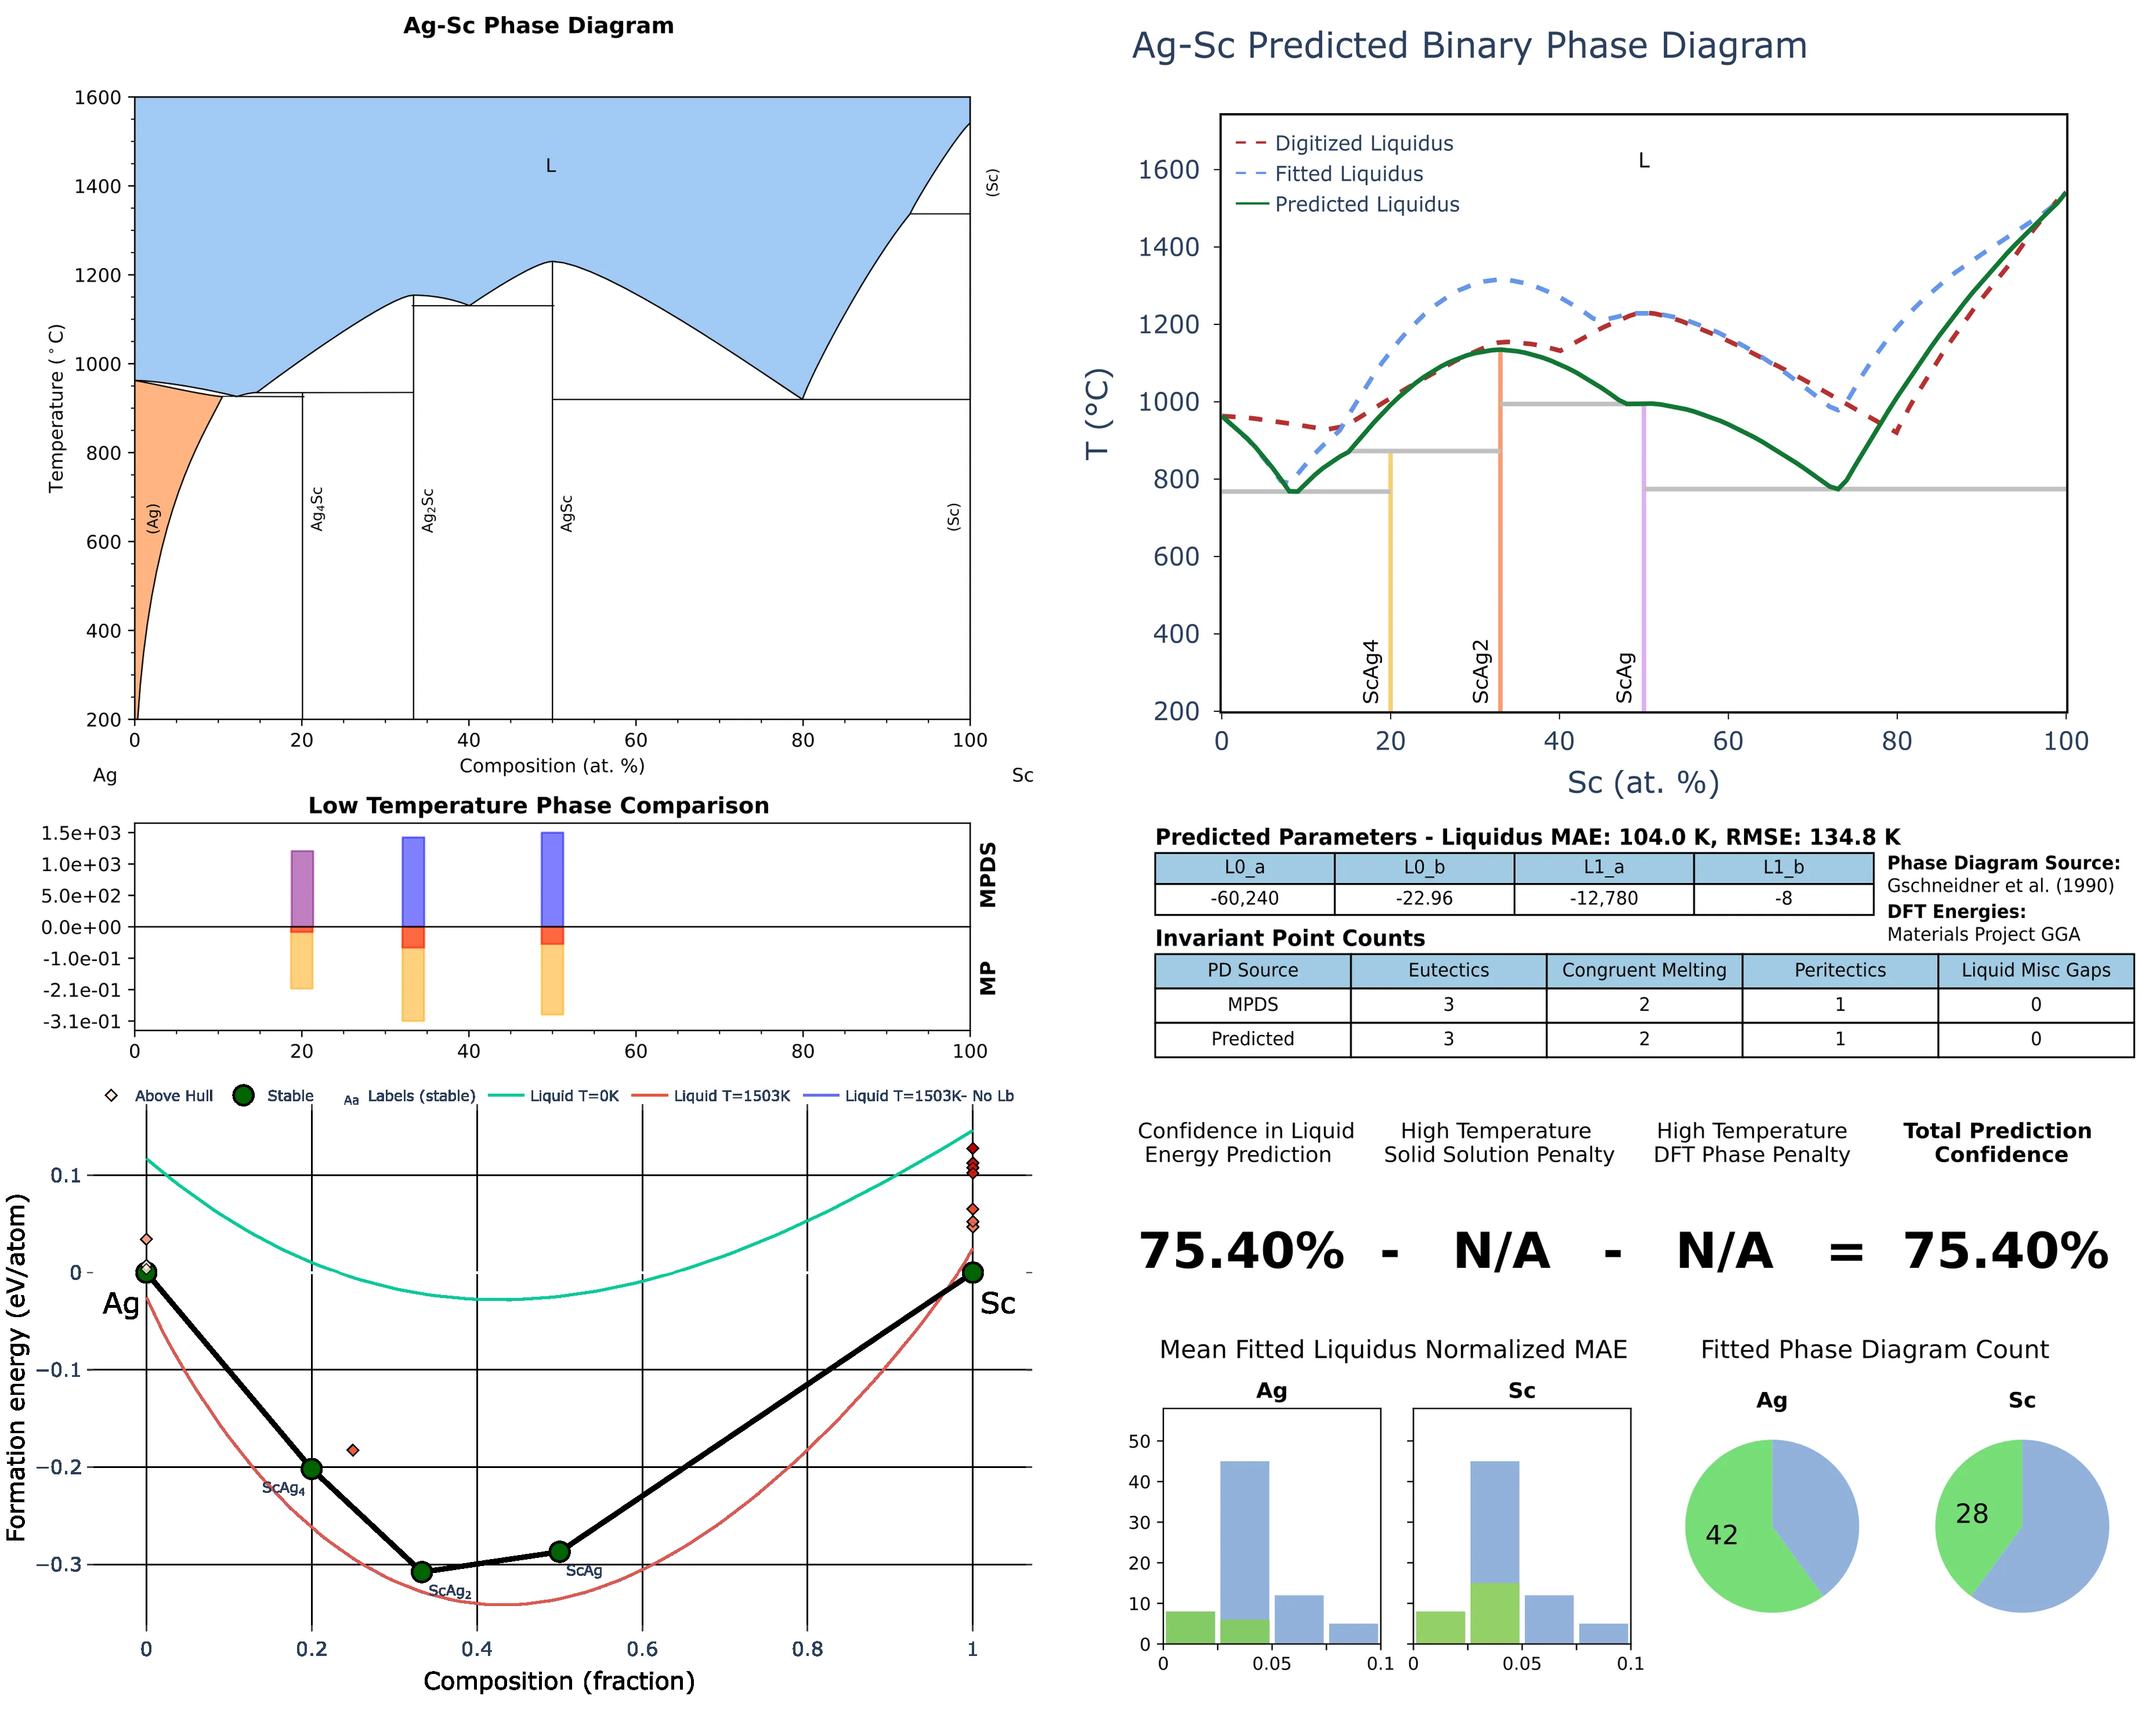 Ag-Sc Phase Diagram
1600
1400
1200
1000
800
600
400
200
Temperature (°C)
L
(Ag)
Ag₄Sc
Ag₂Sc
AgSc
(Sc)
(Sc)
0 20 40 60 80 100
Composition (at. %)
Ag
Sc
Low Temperature Phase Comparison
1.5e+03
1.0e+03
5.0e+02
0.0e+00
-1.0e-01
-2.1e-01
-3.1e-01
MPDS
MP
0 20 40 60 80 100
Above Hull Stable Aa Labels (stable) Liquid T=0K Liquid T=1503K Liquid T=1503K- No Lb
0.1
0
−0.1
−0.2
−0.3
Formation energy (eV/atom)
Ag
Sc
ScAg₄
ScAg₂
ScAg
0 0.2 0.4 0.6 0.8 1
Composition (fraction)
Ag-Sc Predicted Binary Phase Diagram
Digitized Liquidus
Fitted Liquidus
Predicted Liquidus
L
1600
1400
1200
1000
800
600
400
200
T (°C)
ScAg4
ScAg2
ScAg
0 20 40 60 80 100
Sc (at. %)
Predicted Parameters - Liquidus MAE: 104.0 K, RMSE: 134.8 K
L0_a L0_b L1_a L1_b
-60,240 -22.96 -12,780 -8
Phase Diagram Source:
Gschneidner et al. (1990)
DFT Energies:
Materials Project GGA
Invariant Point Counts
PD Source Eutectics Congruent Melting Peritectics Liquid Misc Gaps
MPDS 3 2 1 0
Predicted 3 2 1 0
Confidence in Liquid
Energy Prediction
High Temperature
Solid Solution Penalty
High Temperature
DFT Phase Penalty
Total Prediction
Confidence
75.40% - N/A - N/A = 75.40%
Mean Fitted Liquidus Normalized MAE
Ag
Sc
50
40
30
20
10
0
0 0.05 0.1
0 0.05 0.1
Fitted Phase Diagram Count
Ag
Sc
42
28